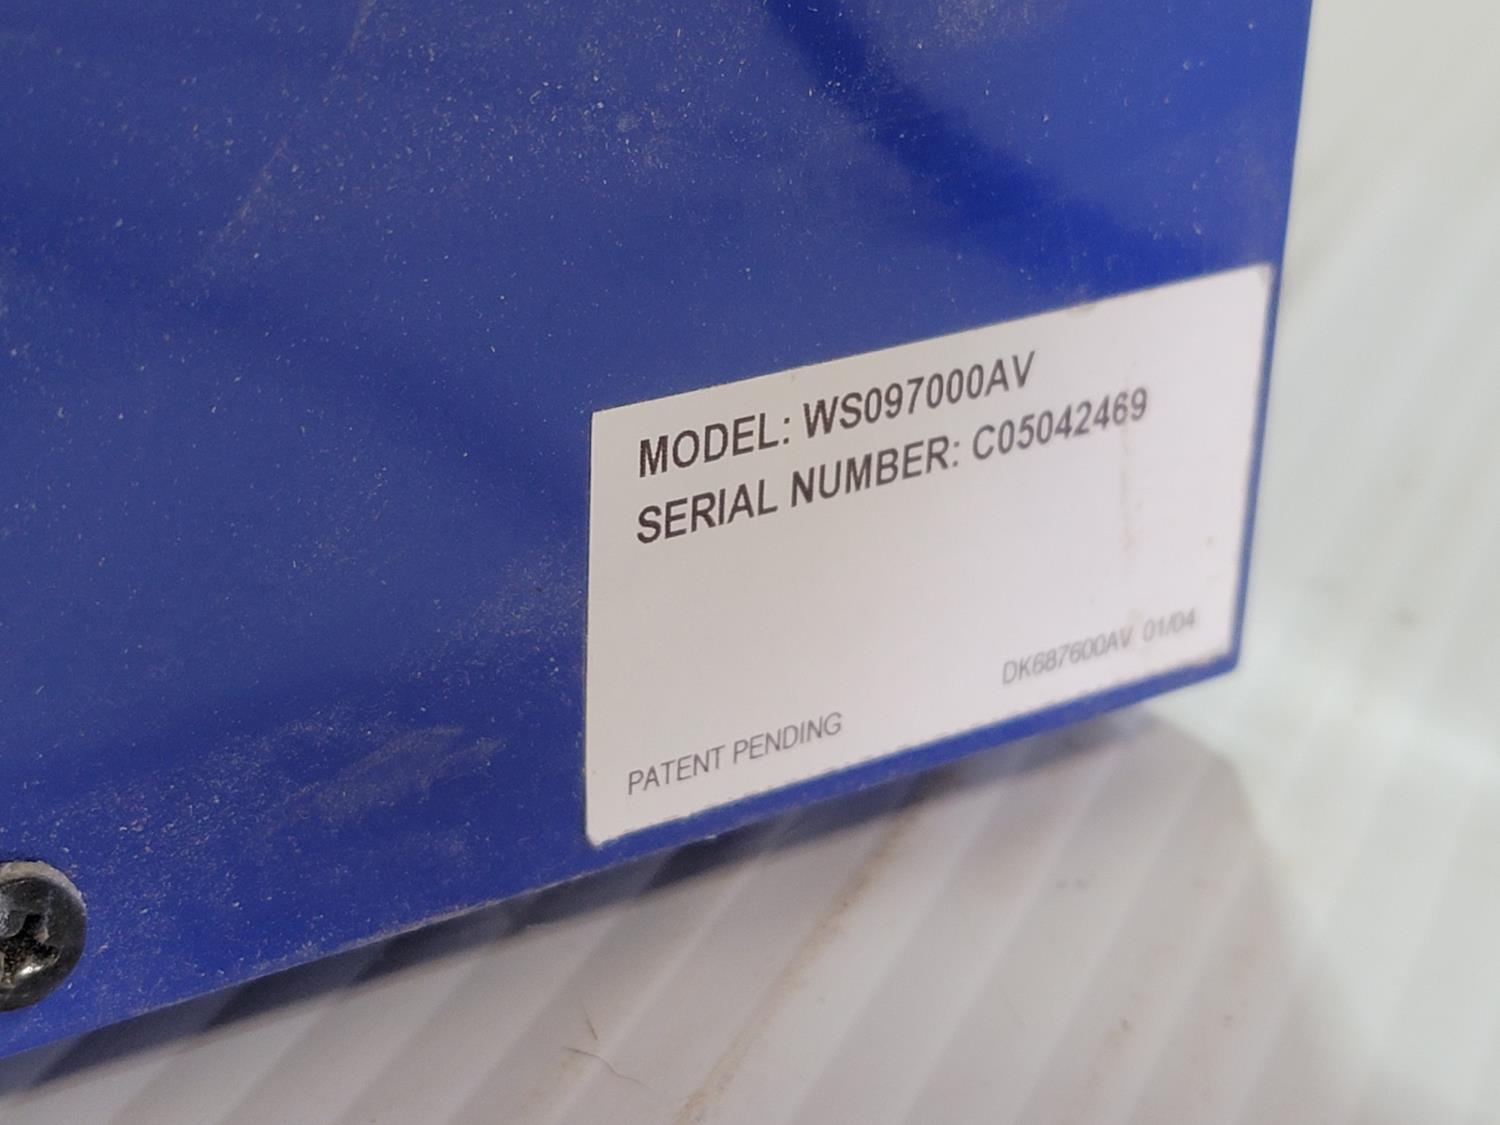 MODEL: WS097000AV
SERIAL NUMBER: C05042469
DK687600AV 01/04
PATENT PENDING